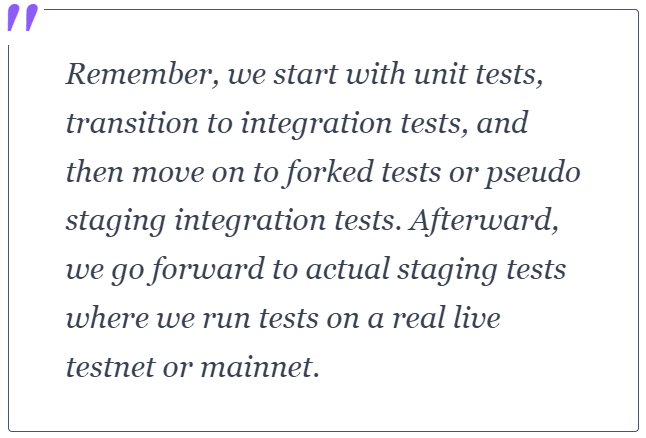 Remember, we start with unit tests,
transition to integration tests, and
then move on to forked tests or pseudo
staging integration tests. Afterward,
we go forward to actual staging tests
where we run tests on a real live
testnet or mainnet.